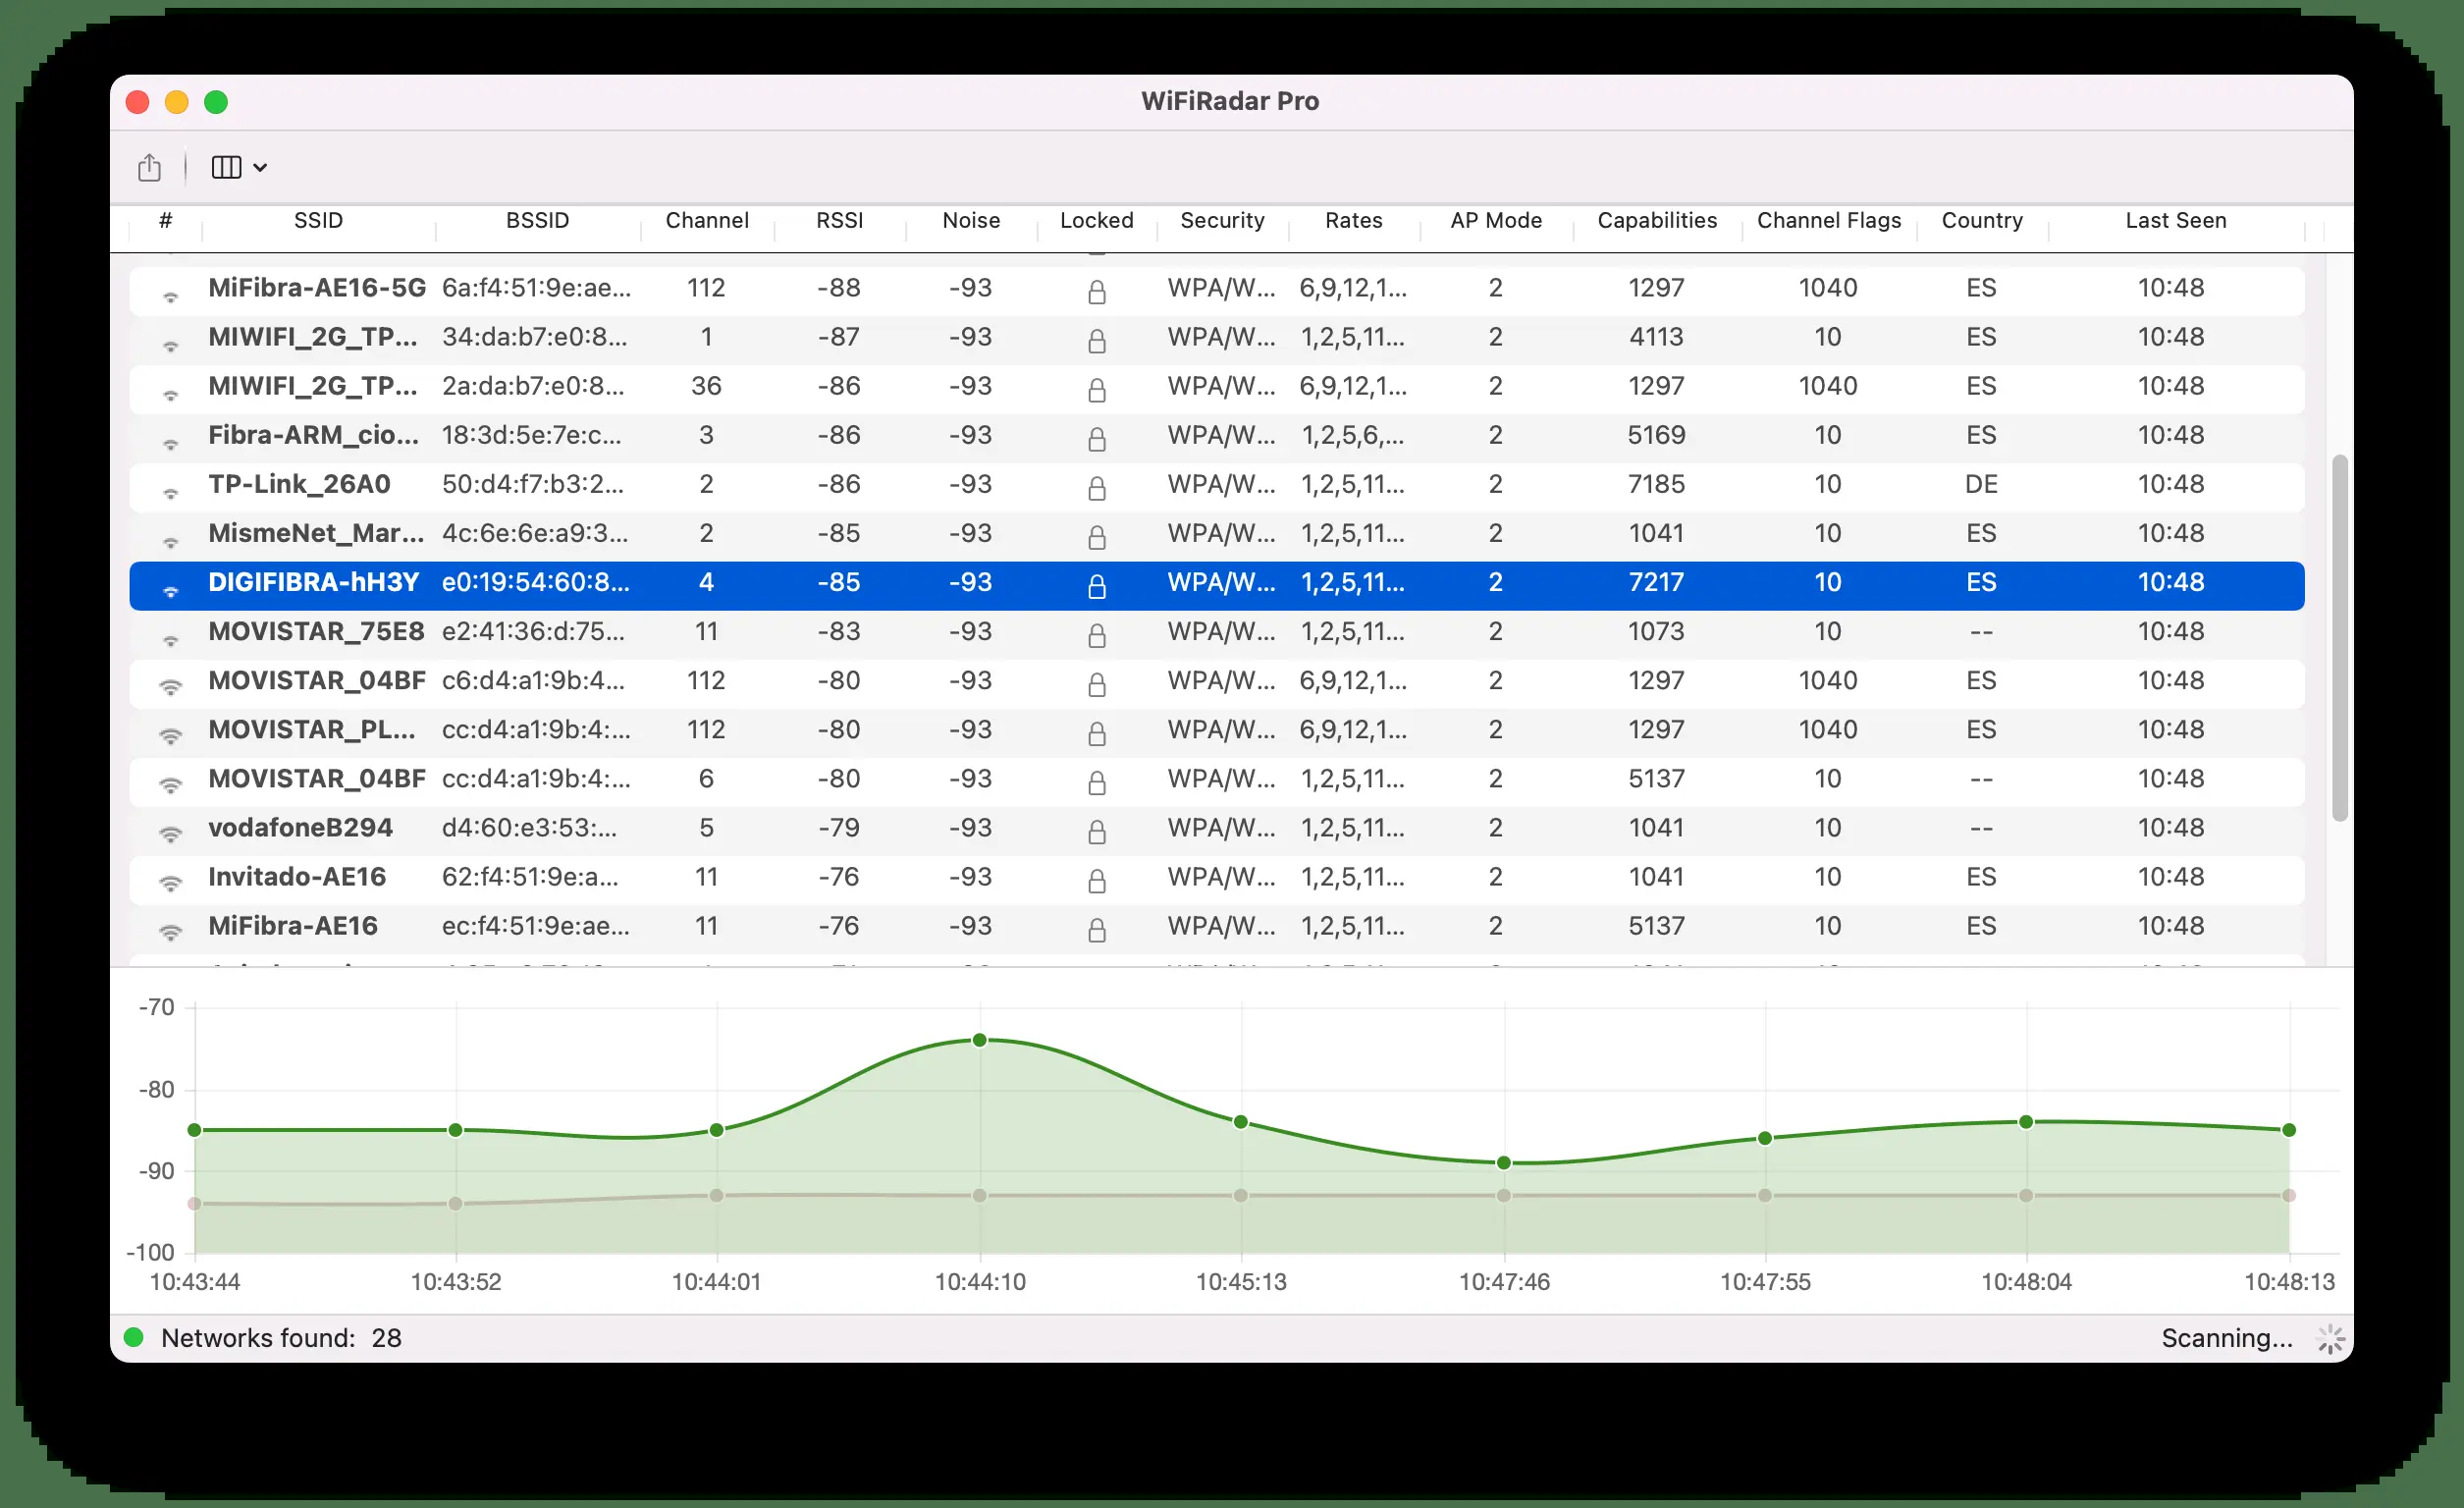 WiFiRadar Pro
# SSID BSSID Channel RSSI Noise Locked Security Rates AP Mode Capabilities Channel Flags Country Last Seen
MiFibra-AE16-5G 6a:f4:51:9e:ae... 112 -88 -93 WPA/W... 6,9,12,1... 2 1297 1040 ES 10:48
MIWIFI_2G_TP... 34:da:b7:e0:8... 1 -87 -93 WPA/W... 1,2,5,11... 2 4113 10 ES 10:48
MIWIFI_2G_TP... 2a:da:b7:e0:8... 36 -86 -93 WPA/W... 6,9,12,1... 2 1297 1040 ES 10:48
Fibra-ARM_cio... 18:3d:5e:7e:c... 3 -86 -93 WPA/W... 1,2,5,6,... 2 5169 10 ES 10:48
TP-Link_26A0 50:d4:f7:b3:2... 2 -86 -93 WPA/W... 1,2,5,11... 2 7185 10 DE 10:48
MismeNet_Mar... 4c:6e:6e:a9:3... 2 -85 -93 WPA/W... 1,2,5,11... 2 1041 10 ES 10:48
DIGIFIBRA-hH3Y e0:19:54:60:8... 4 -85 -93 WPA/W... 1,2,5,11... 2 7217 10 ES 10:48
MOVISTAR_75E8 e2:41:36:d:75... 11 -83 -93 WPA/W... 1,2,5,11... 2 1073 10 -- 10:48
MOVISTAR_04BF c6:d4:a1:9b:4... 112 -80 -93 WPA/W... 6,9,12,1... 2 1297 1040 ES 10:48
MOVISTAR_PL... cc:d4:a1:9b:4:... 112 -80 -93 WPA/W... 6,9,12,1... 2 1297 1040 ES 10:48
MOVISTAR_04BF cc:d4:a1:9b:4:... 6 -80 -93 WPA/W... 1,2,5,11... 2 5137 10 -- 10:48
vodafoneB294 d4:60:e3:53:... 5 -79 -93 WPA/W... 1,2,5,11... 2 1041 10 -- 10:48
Invitado-AE16 62:f4:51:9e:a... 11 -76 -93 WPA/W... 1,2,5,11... 2 1041 10 ES 10:48
MiFibra-AE16 ec:f4:51:9e:ae... 11 -76 -93 WPA/W... 1,2,5,11... 2 5137 10 ES 10:48
-70
-80
-90
-100
10:43:44 10:43:52 10:44:01 10:44:10 10:45:13 10:47:46 10:47:55 10:48:04 10:48:13
Networks found: 28 Scanning...